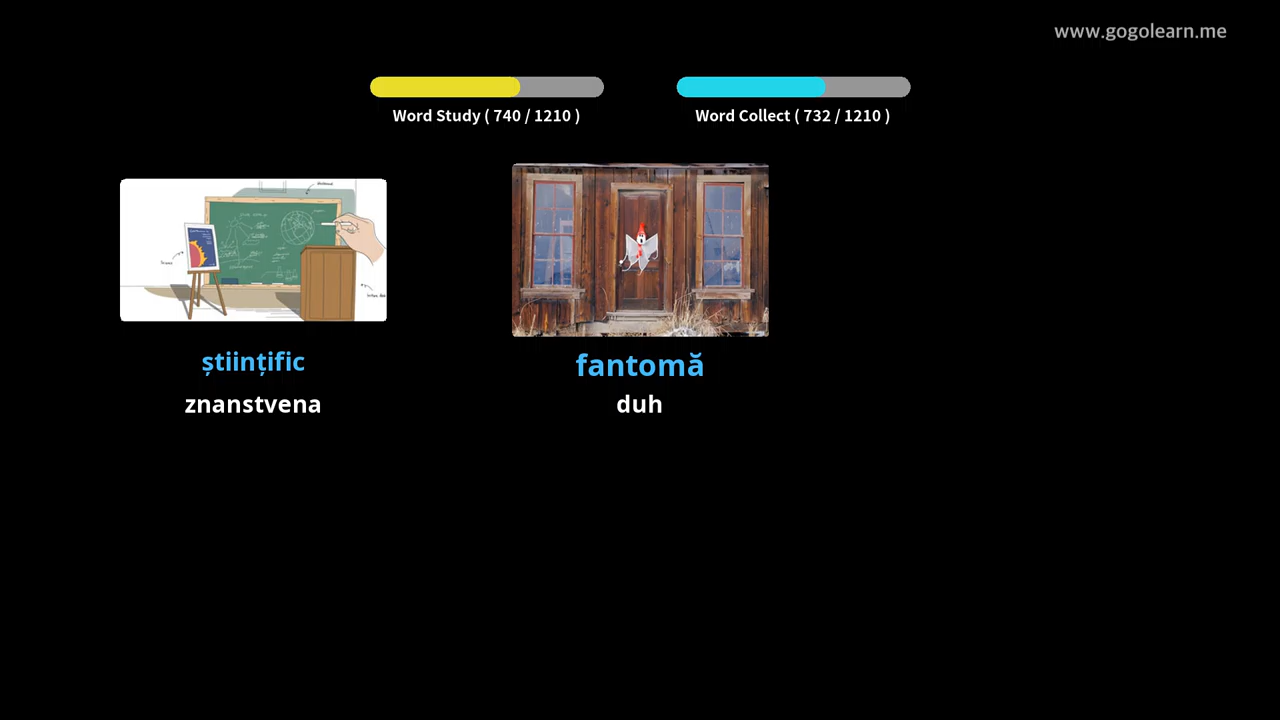 www.gogolearn.me
Word Study ( 740 / 1210 )
Word Collect ( 732 / 1210 )
științific
znanstvena
fantomă
duh